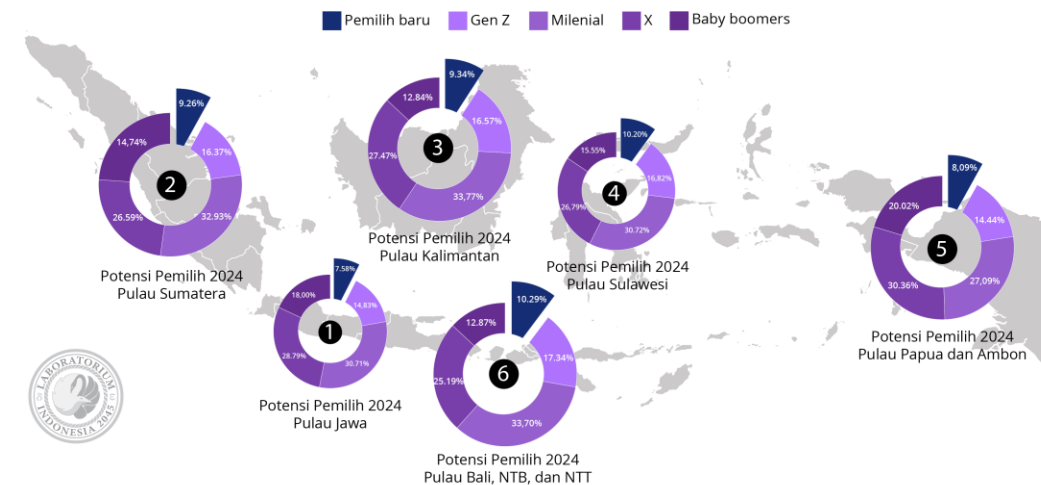 Pemilih baru Gen Z Milenial X Baby boomers
9.26%
16.37%
32.93%
26.59%
14,74%
2
Potensi Pemilih 2024
Pulau Sumatera
9.34%
16.57%
33,77%
27.47%
12.84%
3
Potensi Pemilih 2024
Pulau Kalimantan
10.20%
16,82%
30.72%
26,79%
15.55%
4
Potensi Pemilih 2024
Pulau Sulawesi
8,09%
14.44%
27,09%
30.36%
20.02%
5
Potensi Pemilih 2024
Pulau Papua dan Ambon
7.58%
14,83%
30.71%
28.79%
18,00%
1
Potensi Pemilih 2024
Pulau Jawa
10.29%
17.34%
33,70%
25.19%
12.87%
6
Potensi Pemilih 2024
Pulau Bali, NTB, dan NTT
LABORATORIUM
INDONESIA 2045